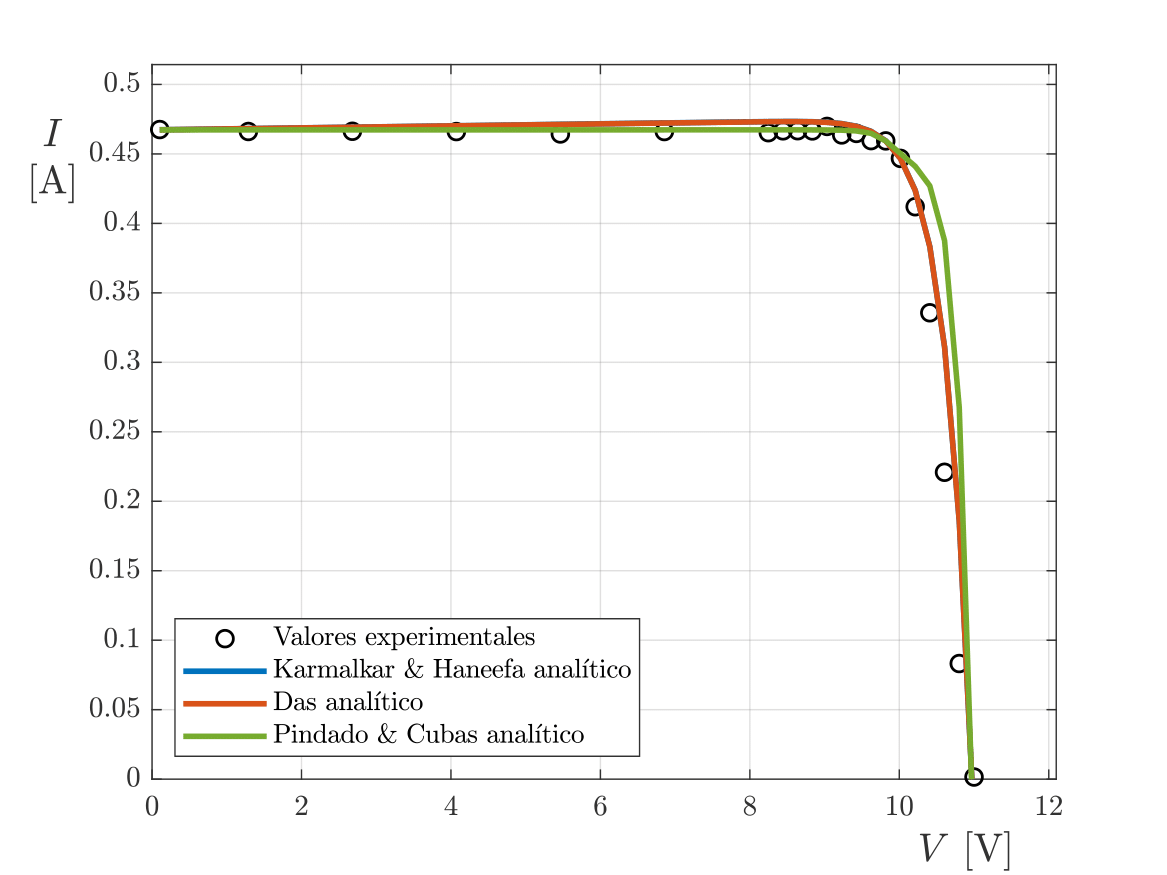 0.5
I
[A]
0.45
0.4
0.35
0.3
0.25
0.2
0.15
0.1
0.05
0
Valores experimentales
Karmalkar & Haneefa analítico
Das analítico
Pindado & Cubas analítico
0 2 4 6 8 10 12
V [V]